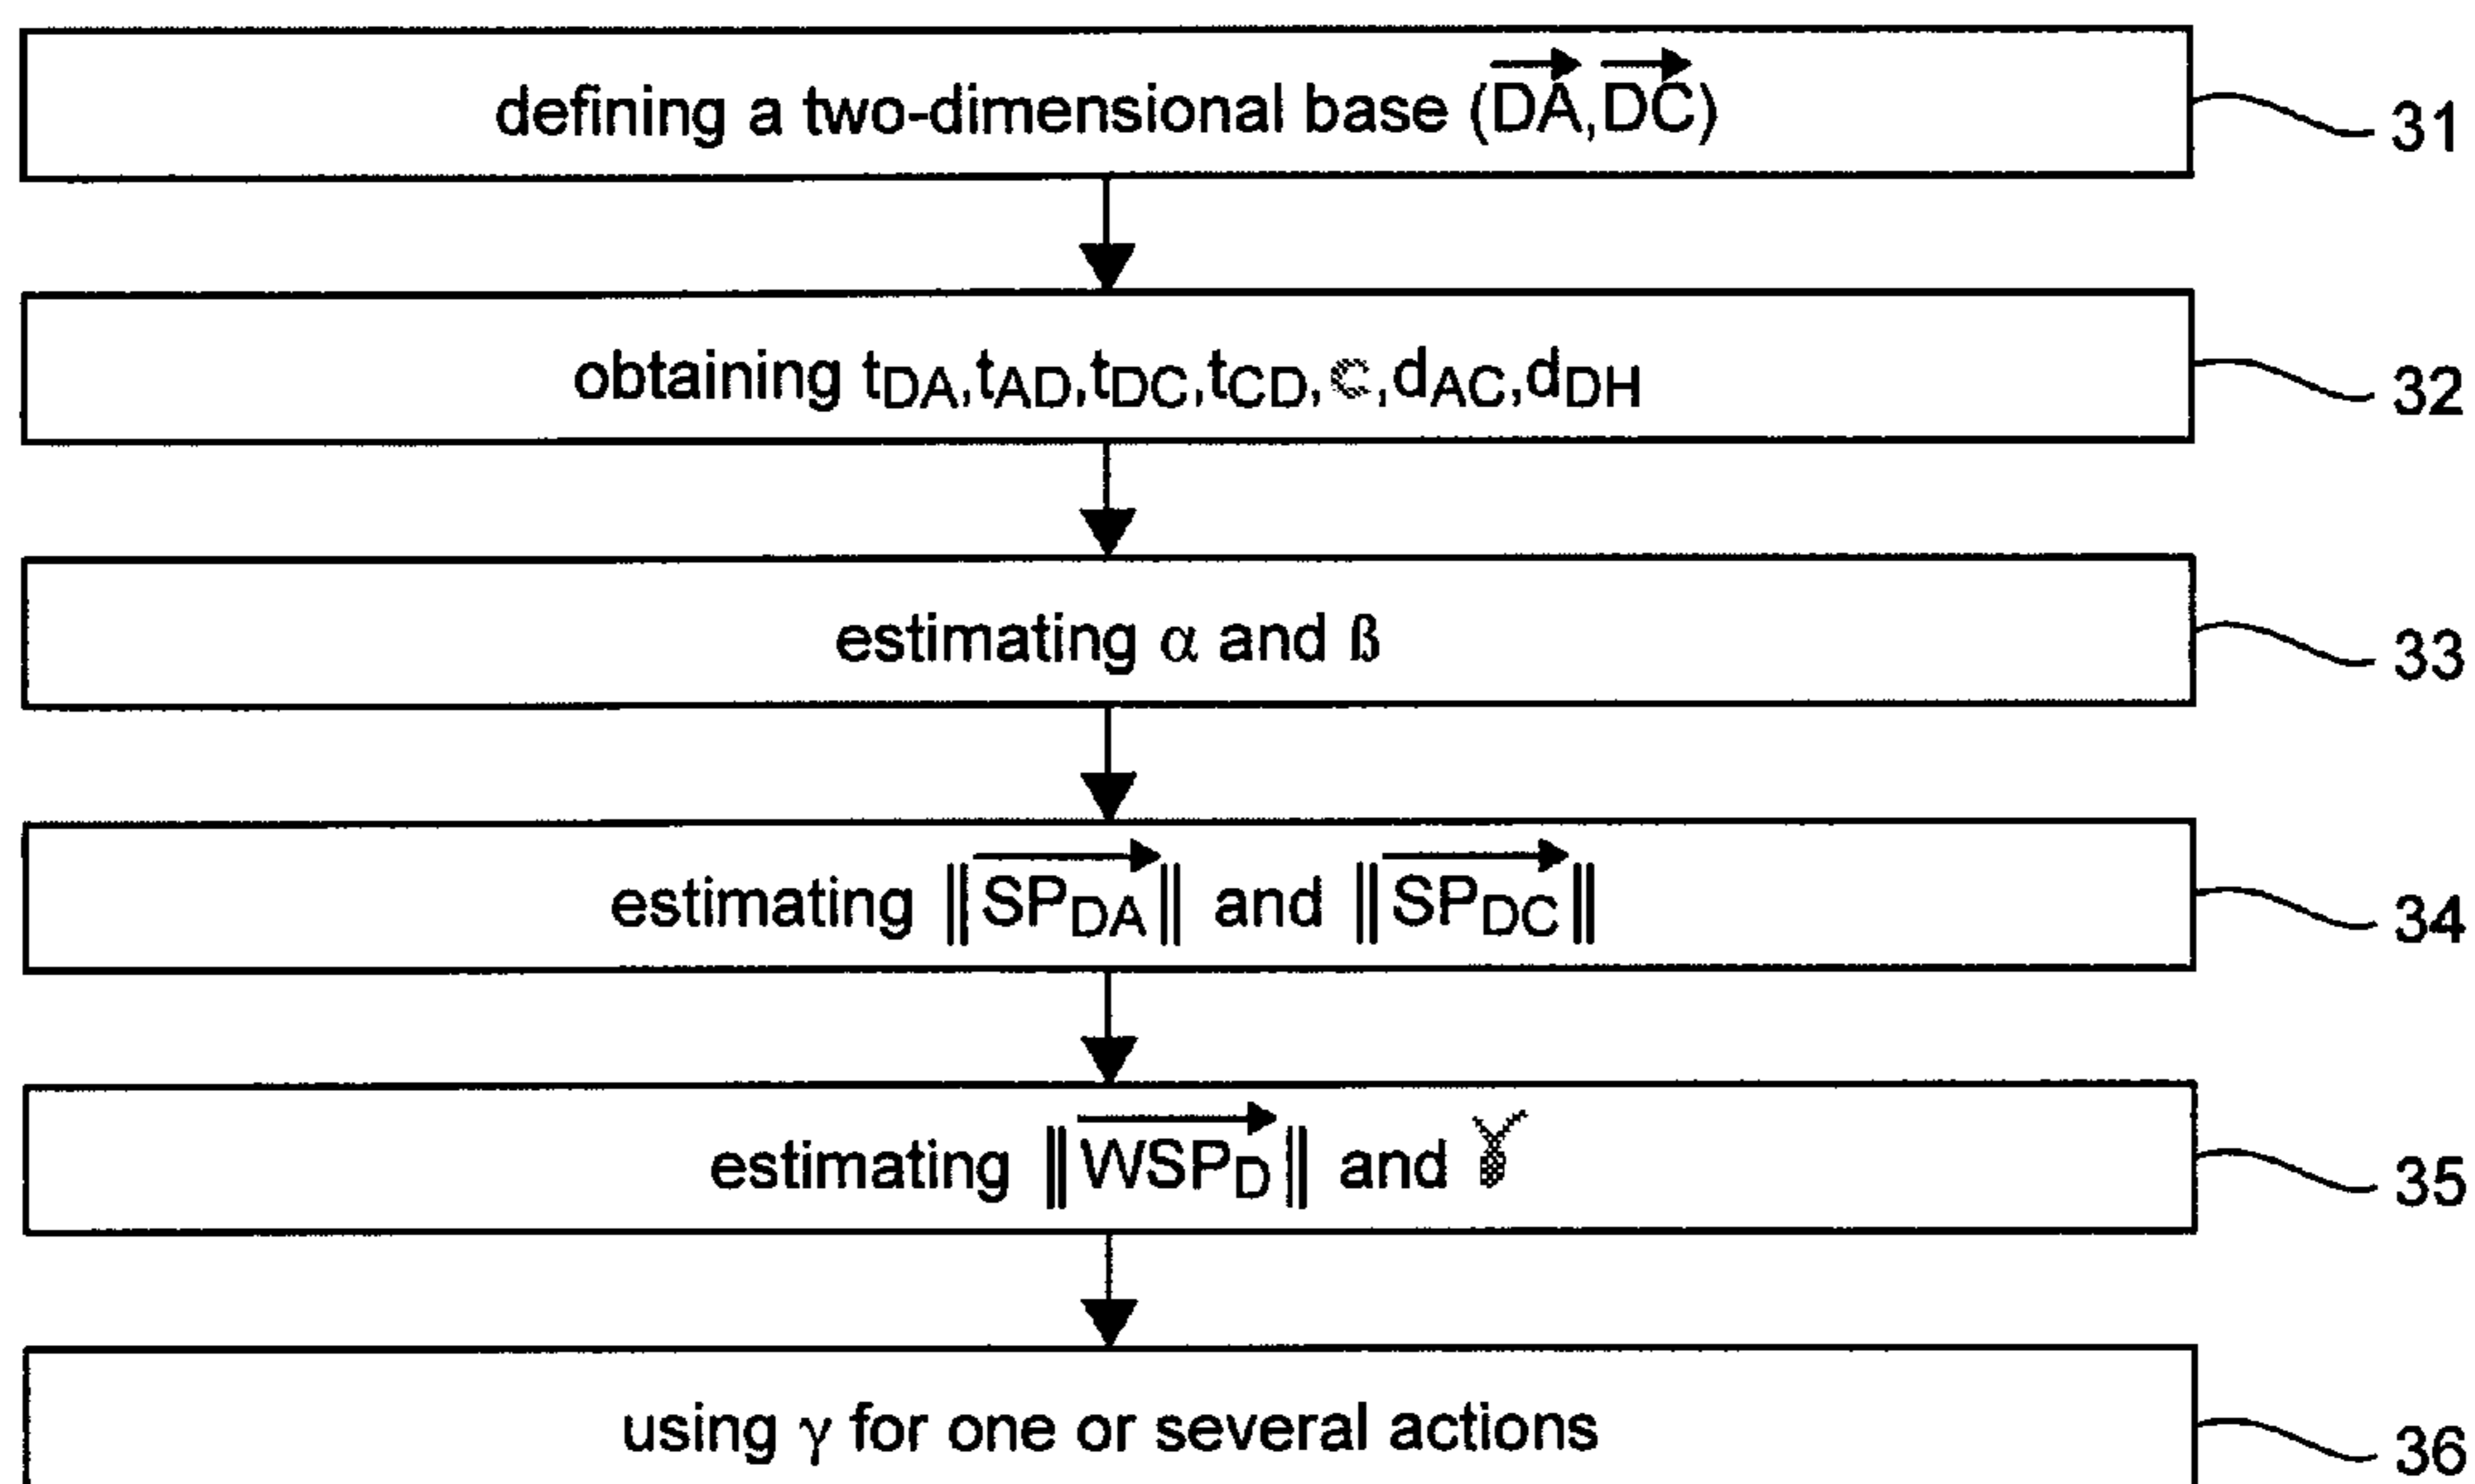 defining a two-dimensional base (DA,DC) 31
obtaining tDA,tAD,tDC,tCD,c,dAC,dDH 32
estimating α and ß 33
estimating ||SPDA|| and ||SPDC|| 34
estimating ||WSPD|| and γ 35
using γ for one or several actions 36